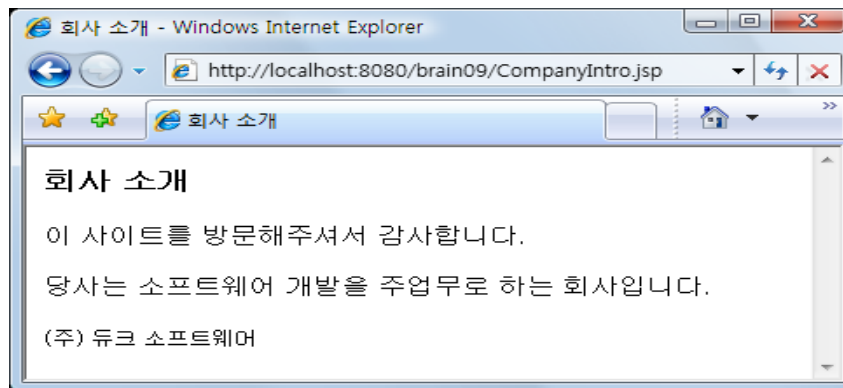 회사 소개 - Windows Internet Explorer
http://localhost:8080/brain09/CompanyIntro.jsp
회사 소개
회사 소개
이 사이트를 방문해주셔서 감사합니다.
당사는 소프트웨어 개발을 주업무로 하는 회사입니다.
(주) 듀크 소프트웨어